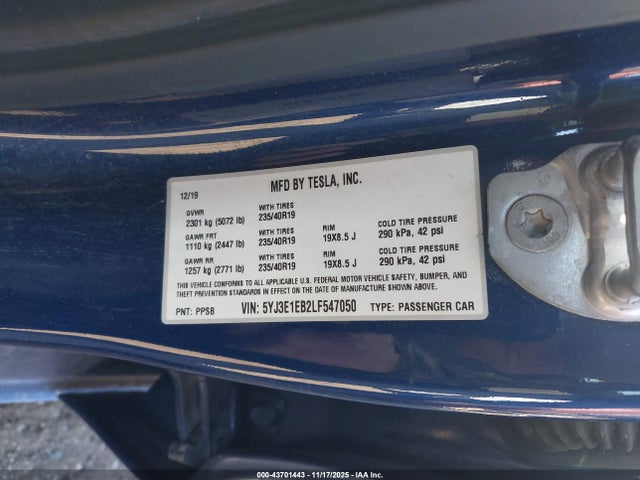 MFD BY TESLA, INC.
12/19
GVWR WITH TIRES
2301 kg (5072 lb) 235/40R19
GAWR FRT WITH TIRES RIM COLD TIRE PRESSURE
1110 kg (2447 lb) 235/40R19 19X8.5 J 290 kPa, 42 psi
GAWR RR WITH TIRES RIM COLD TIRE PRESSURE
1257 kg (2771 lb) 235/40R19 19X8.5 J 290 kPa, 42 psi
THIS VEHICLE CONFORMS TO ALL APPLICABLE U.S. FEDERAL MOTOR VEHICLE SAFETY, BUMPER, AND
THEFT PREVENTION STANDARDS IN EFFECT ON THE DATE OF MANUFACTURE SHOWN ABOVE.
PNT: PPSB VIN: 5YJ3E1EB2LF547050 TYPE: PASSENGER CAR
00-43701443 - 11/17/2025 - IAA Inc.